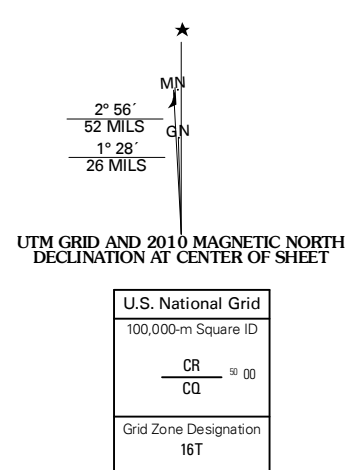 ★
MN
2° 56´
52 MILS
GN
1° 28´
26 MILS
UTM GRID AND 2010 MAGNETIC NORTH
DECLINATION AT CENTER OF SHEET
U.S. National Grid
100,000-m Square ID
CR
50 00
CQ
Grid Zone Designation
16T